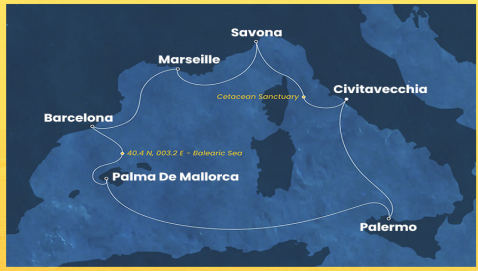 Savona
Marseille
Cetacean Sanctuary
Civitavecchia
Barcelona
40.4 N, 003.2 E - Balearic Sea
Palma De Mallorca
Palermo